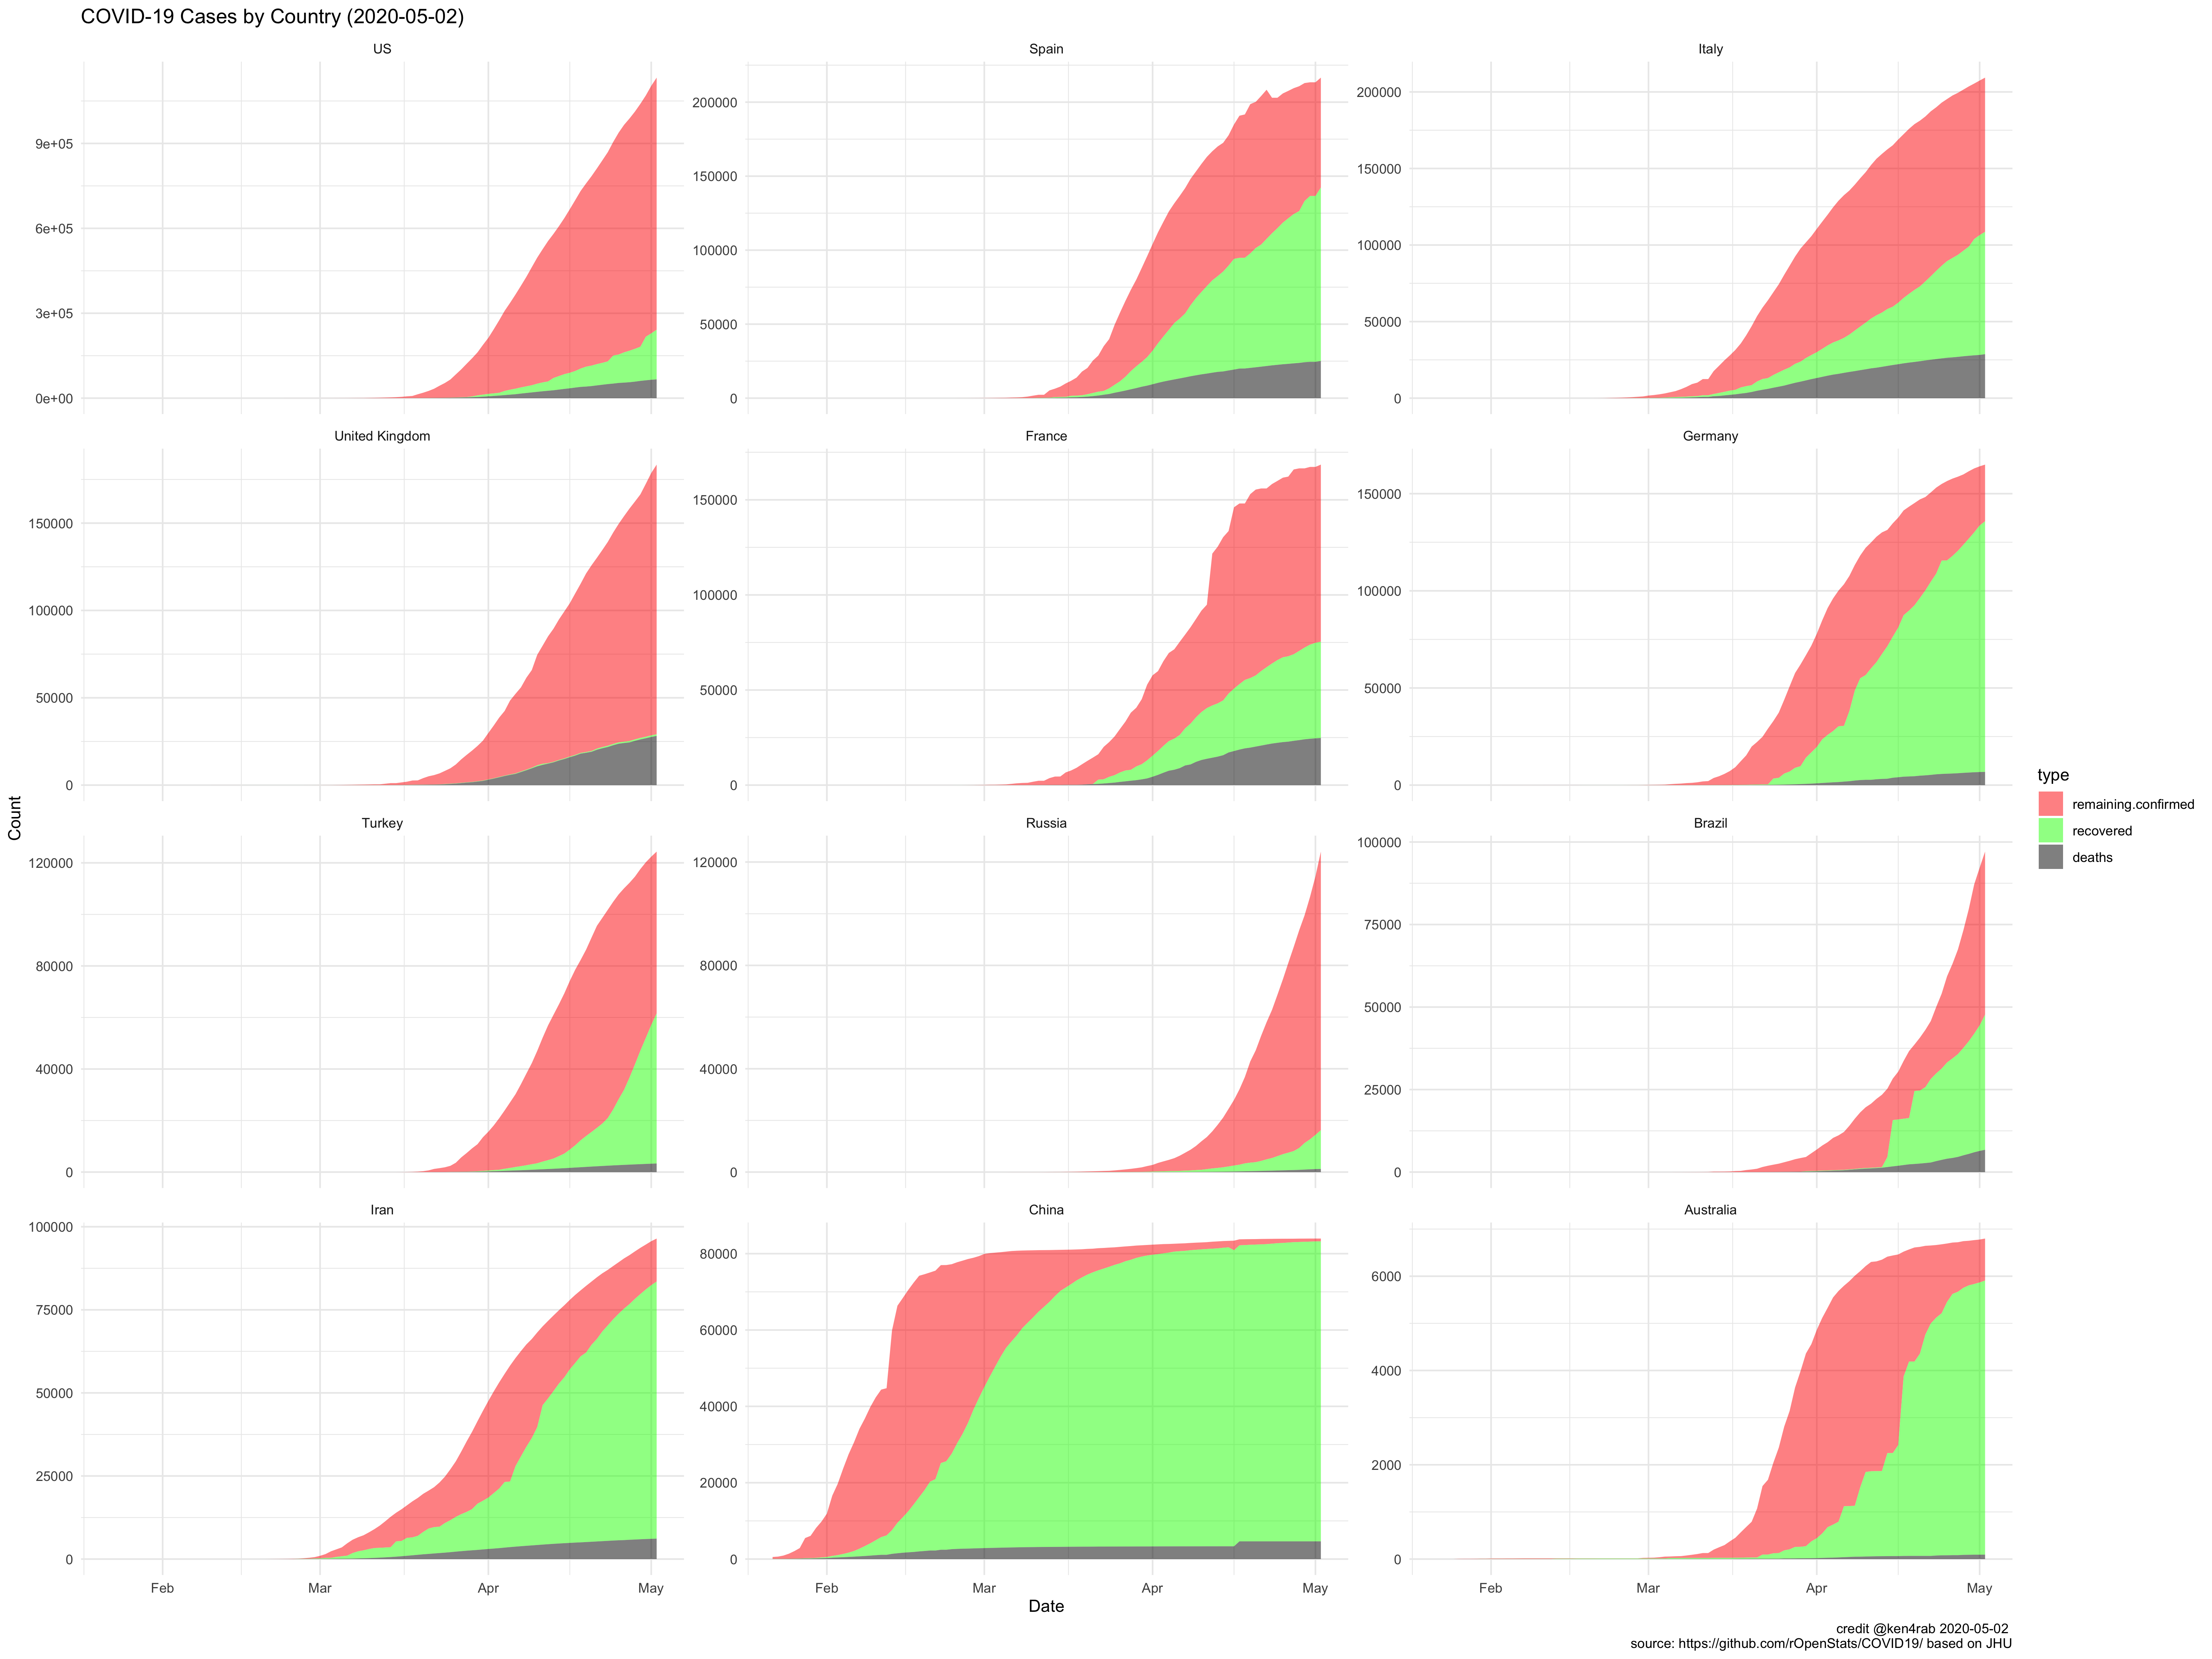 COVID-19 Cases by Country (2020-05-02)
US
Spain
Italy
9e+05
6e+05
3e+05
0e+00
200000
150000
100000
50000
0
200000
150000
100000
50000
0
United Kingdom
France
Germany
150000
100000
50000
0
150000
100000
50000
0
150000
100000
50000
0
Count
type
remaining.confirmed
recovered
deaths
Turkey
Russia
Brazil
120000
80000
40000
0
120000
80000
40000
0
100000
75000
50000
25000
0
Iran
China
Australia
100000
75000
50000
25000
0
80000
60000
40000
20000
0
6000
4000
2000
0
Feb Mar Apr May
Feb Mar Apr May
Feb Mar Apr May
Date
credit @ken4rab 2020-05-02
source: https://github.com/rOpenStats/COVID19/ based on JHU